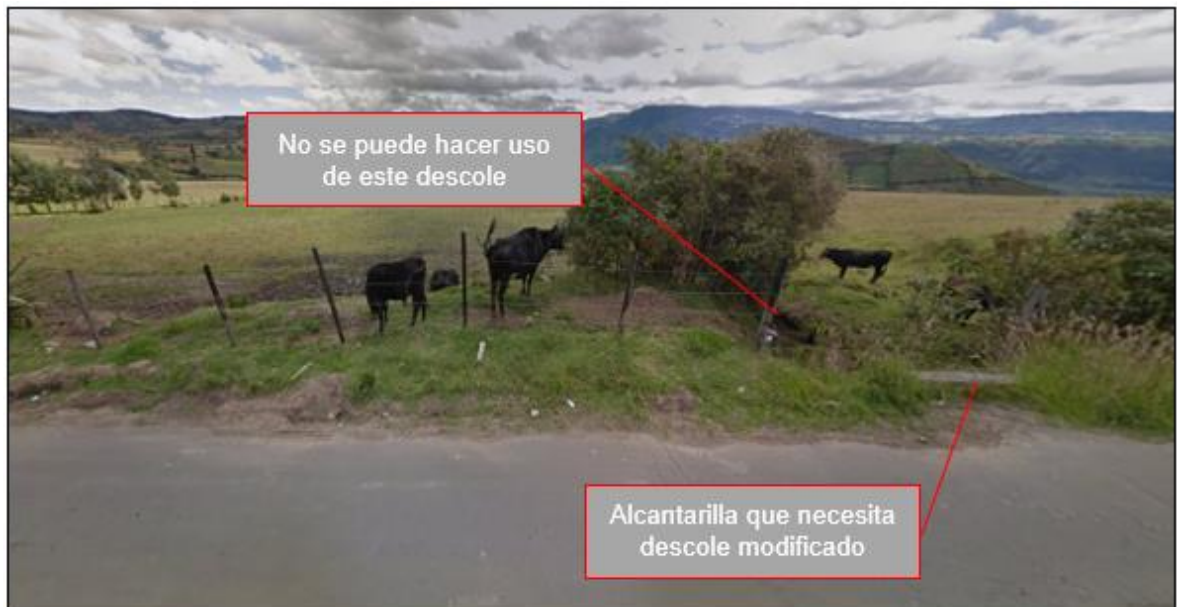 No se puede hacer uso
de este descole
Alcantarilla que necesita
descole modificado